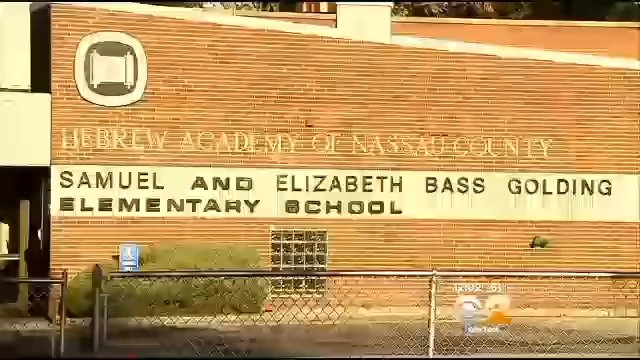 HEBREW ACADEMY OF NASSAU COUNTY
SAMUEL AND ELIZABETH BASS GOLDING
ELEMENTARY SCHOOL